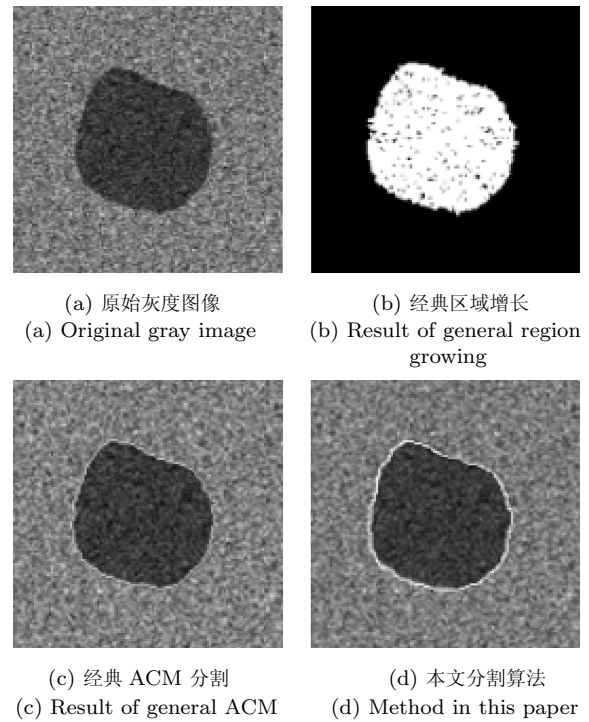 (a) 原始灰度图像
(a) Original gray image
(b) 经典区域增长
(b) Result of general region
growing
(c) 经典 ACM 分割
(c) Result of general ACM
(d) 本文分割算法
(d) Method in this paper